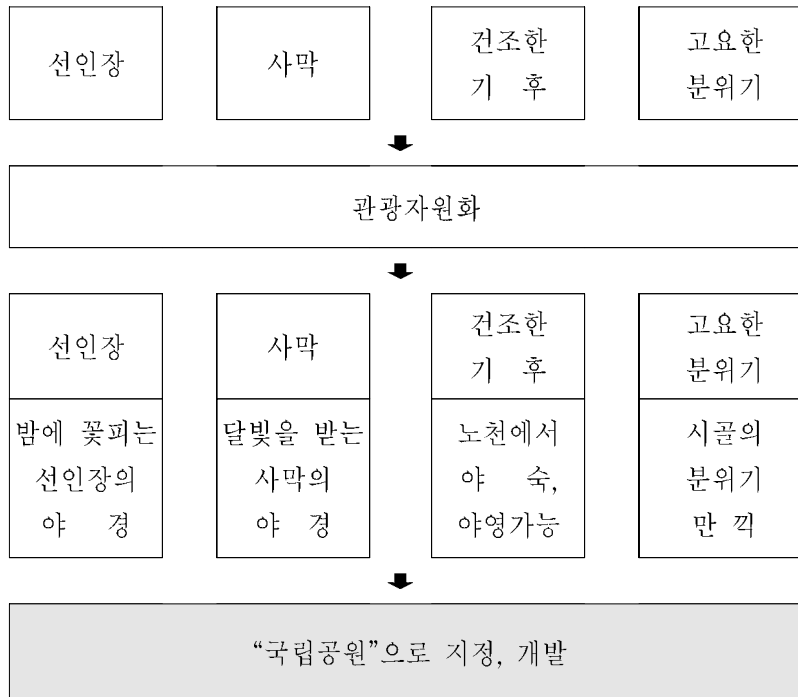 선인장
사막
건조한
기 후
고요한
분위기
관광자원화
선인장
사막
건조한
기 후
고요한
분위기
밤에 꽃피는
선인장의
야 경
달빛을 받는
사막의
야 경
노천에서
야 숙,
야영가능
시골의
분위기
만 끽
“국립공원”으로 지정, 개발